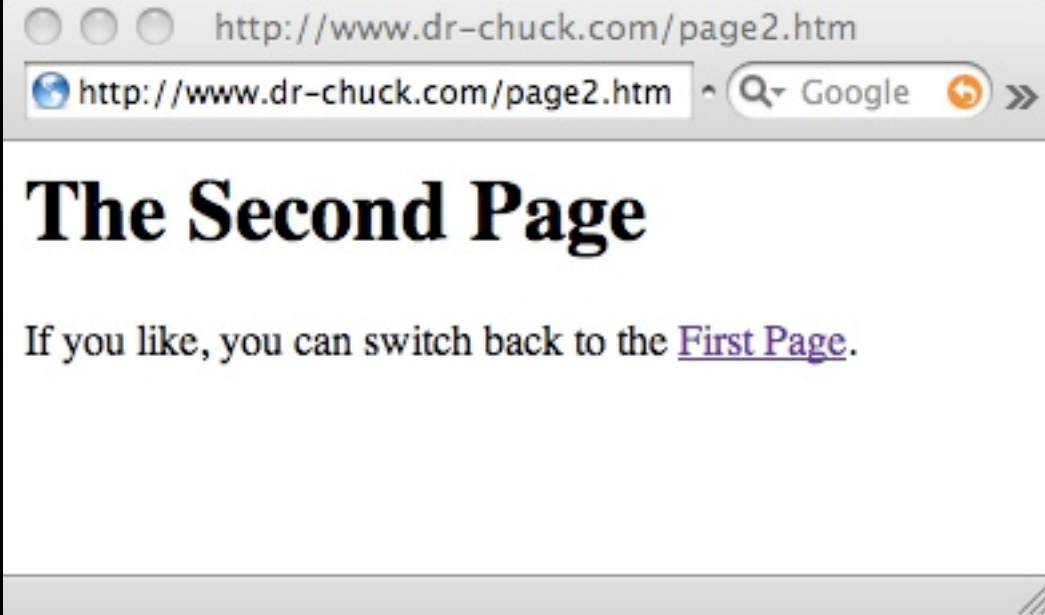 http://www.dr-chuck.com/page2.htm
http://www.dr-chuck.com/page2.htm Google
The Second Page
If you like, you can switch back to the First Page.